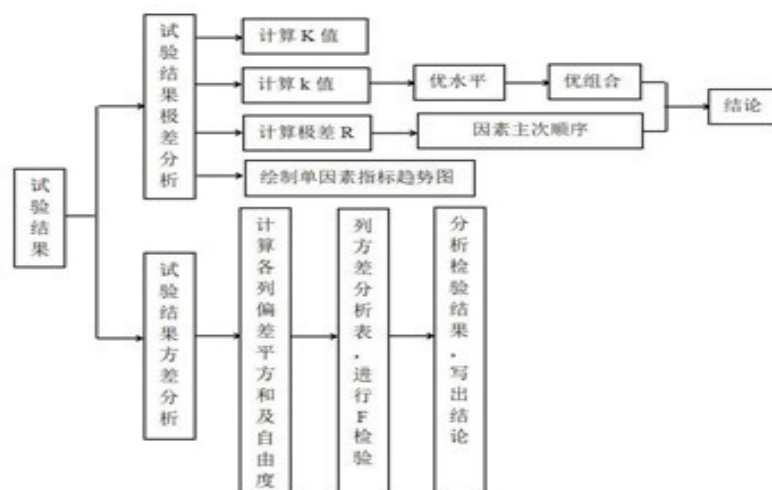 试验结果
试验结果极差分析
计算K值
计算k值
优水平
优组合
计算极差R
因素主次顺序
结论
绘制单因素指标趋势图
试验结果方差分析
计算各列偏差平方和及自由度
列方差分析表,进行F检验
分析检验结果,写出结论